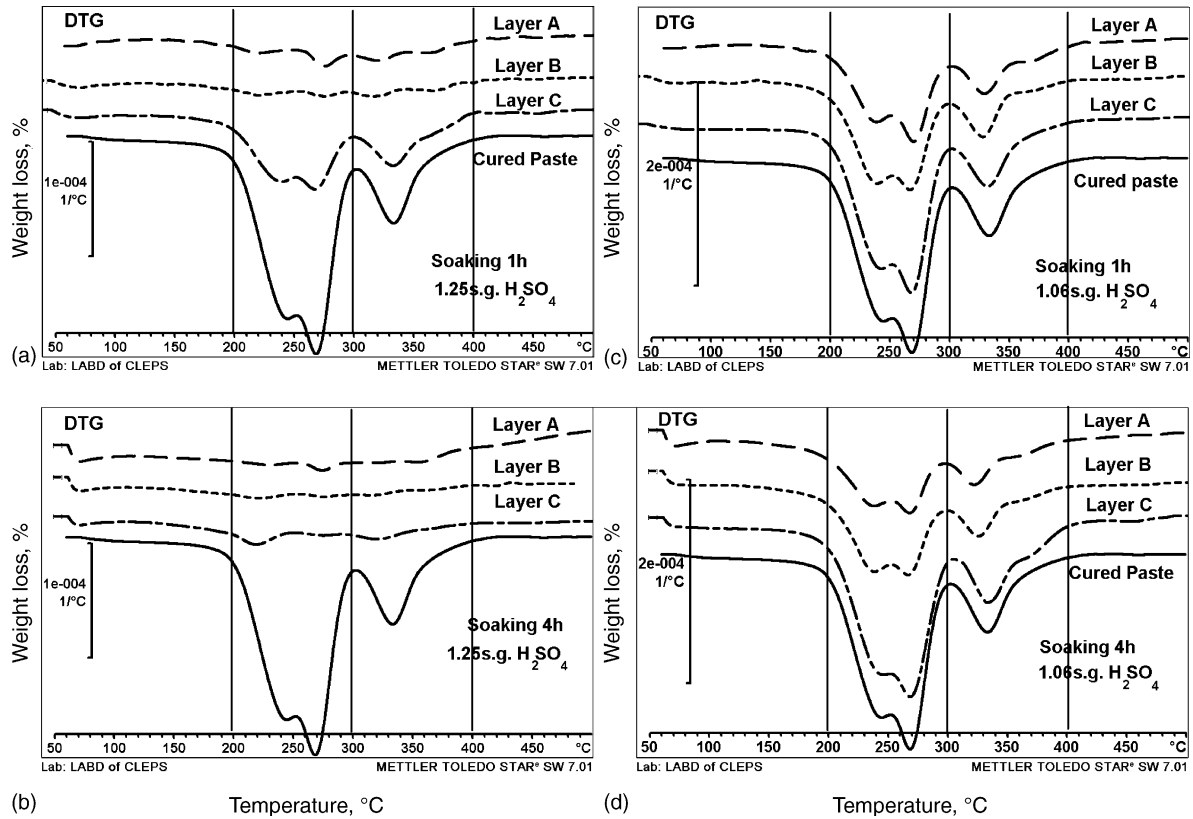 DTG
Layer A
Layer B
Layer C
Cured Paste
1e-004
1/°C
Soaking 1h
1.25s.g. H2SO4
Weight loss, %
50 100 150 200 250 300 350 400 450 °C
(a)
Lab: LABD of CLEPS METTLER TOLEDO STARe SW 7.01
Layer A
Layer B
Layer C
Cured paste
2e-004
1/°C
Soaking 1h
1.06s.g. H2SO4
Weight loss, %
50 100 150 200 250 300 350 400 450 °C
(c)
Lab: LABD of CLEPS METTLER TOLEDO STARe SW 7.01
DTG
Layer A
Layer B
Layer C
1e-004
1/°C
Soaking 4h
1.25s.g. H2SO4
Weight loss, %
50 100 150 200 250 300 350 400 450 °C
Lab: LABD of CLEPS METTLER TOLEDO STARe SW 7.01
(b)
Temperature, °C
DTG
Layer A
Layer B
Layer C
Cured Paste
2e-004
1/°C
Soaking 4h
1.06s.g. H2SO4
Weight loss, %
50 100 150 200 250 300 350 400 450 °C
Lab: LABD of CLEPS METTLER TOLEDO STARe SW 7.01
(d)
Temperature, °C